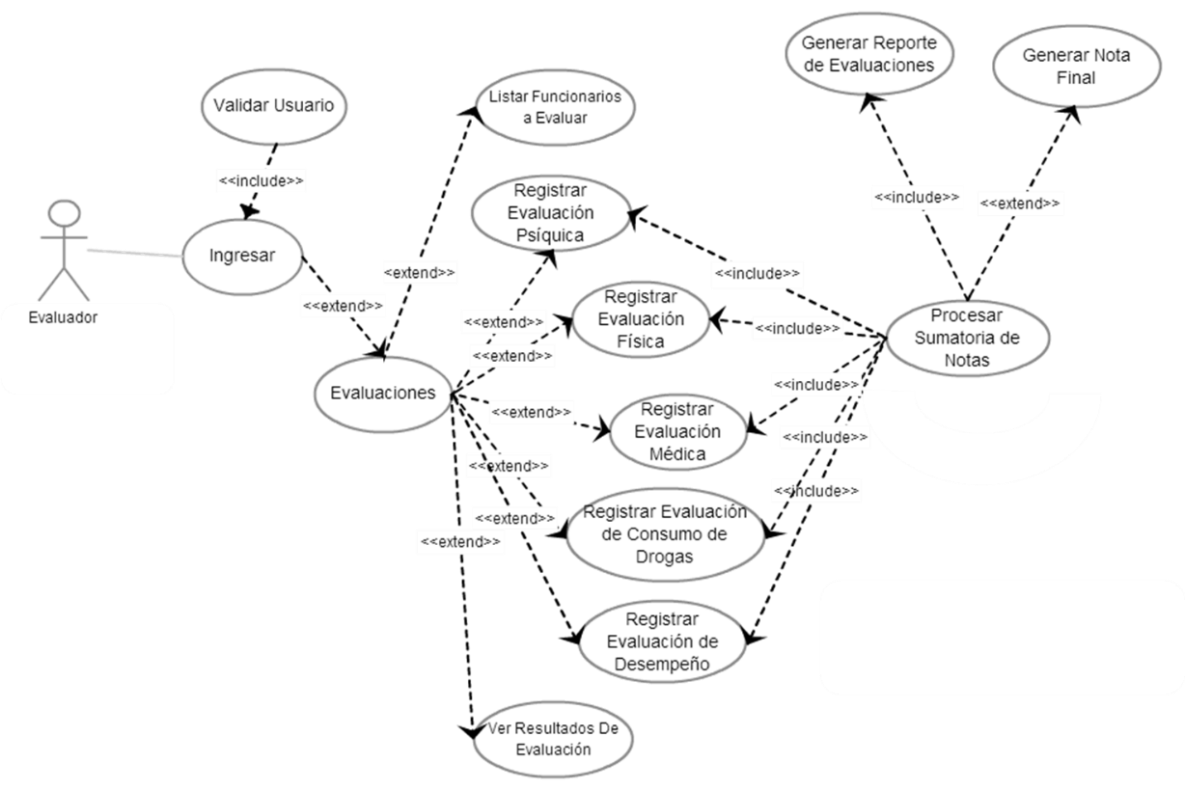 Generar Reporte
de Evaluaciones
Generar Nota
Final
Validar Usuario
Listar Funcionarios
a Evaluar
<<include>>
Registrar
Evaluación
Psíquica
<<include>>
<<extend>>
Ingresar
<extend>>
<<include>>
Evaluador
<<extend>>
<<extend>>
Registrar
Evaluación
Física
<<include>>
Procesar
Sumatoria de
Notas
<<extend>>
Evaluaciones
<<extend>>
Registrar
Evaluación
Médica
<<include>>
<<include>>
<<extend>>
<<include>>
<<extend>>
<<extend>>
Registrar Evaluación
de Consumo de
Drogas
Registrar
Evaluación de
Desempeño
Ver Resultados De
Evaluación